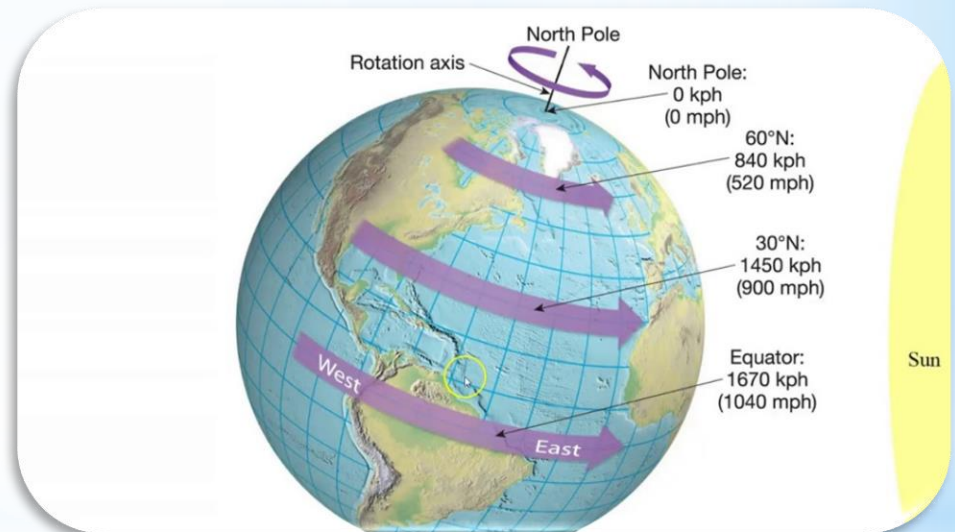 North Pole
Rotation axis
North Pole:
0 kph
(0 mph)
60°N:
840 kph
(520 mph)
30°N:
1450 kph
(900 mph)
Equator:
1670 kph
(1040 mph)
Sun
West
East